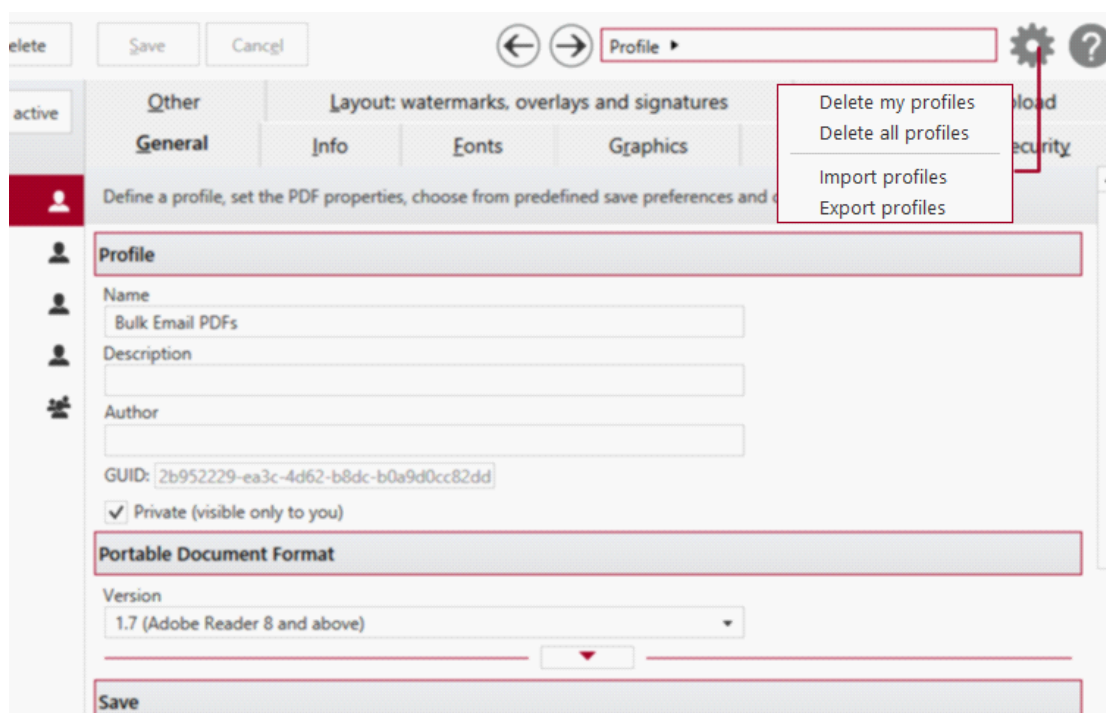 elete Save Cancel Profile
active Other Layout: watermarks, overlays and signatures
General Info Fonts Graphics
Delete my profiles
Delete all profiles
Import profiles
Export profiles
Define a profile, set the PDF properties, choose from predefined save preferences and
Profile
Name
Bulk Email PDFs
Description
Author
GUID: 2b952229-ea3c-4d62-b8dc-b0a9d0cc82dd
Private (visible only to you)
Portable Document Format
Version
1.7 (Adobe Reader 8 and above)
Save